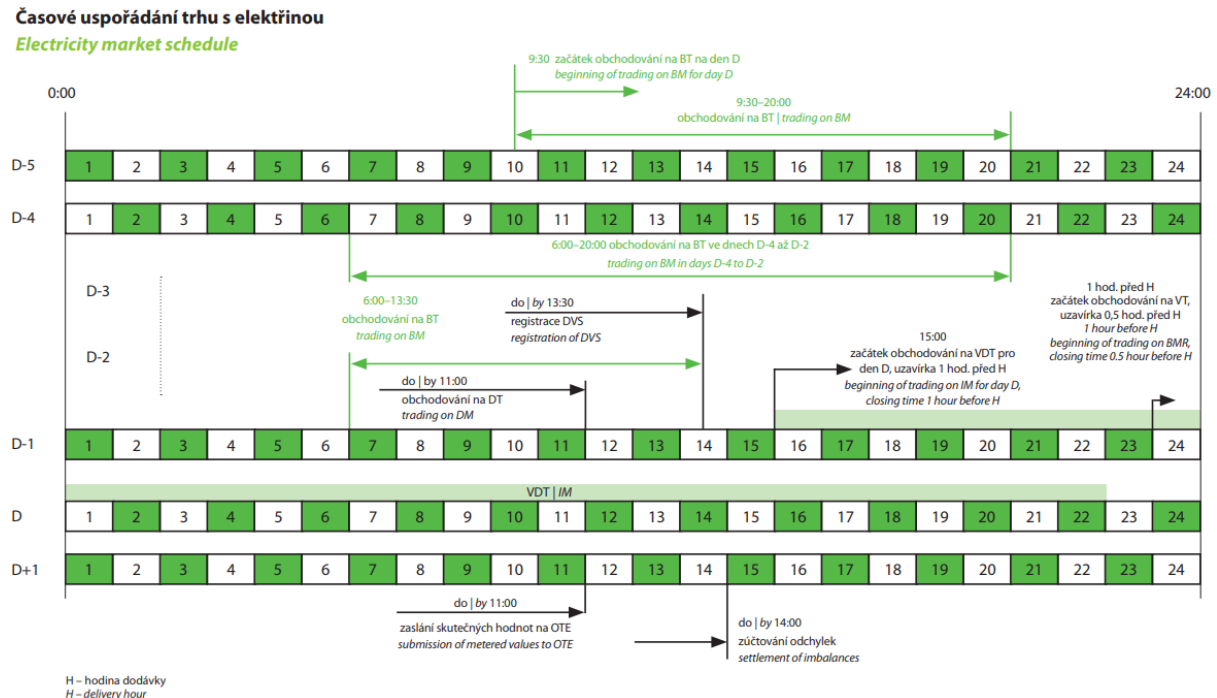 Časové uspořádání trhu s elektřinou
Electricity market schedule
9:30 začátek obchodování na BT na den D
beginning of trading on BM for day D
0:00
24:00
9:30–20:00
obchodování na BT | trading on BM
D-5 1 2 3 4 5 6 7 8 9 10 11 12 13 14 15 16 17 18 19 20 21 22 23 24
D-4 1 2 3 4 5 6 7 8 9 10 11 12 13 14 15 16 17 18 19 20 21 22 23 24
6:00–20:00 obchodování na BT ve dnech D-4 až D-2
trading on BM in days D-4 to D-2
D-3
D-2
6:00–13:30
obchodování na BT
trading on BM
do | by 13:30
registrace DVS
registration of DVS
do | by 11:00
obchodování na DT
trading on DM
15:00
začátek obchodování na VDT pro
den D, uzavírka 1 hod. před H
beginning of trading on IM for day D,
closing time 1 hour before H
1 hod. před H
začátek obchodování na VT,
uzavírka 0,5 hod. před H
1 hour before H
beginning of trading on BMR,
closing time 0.5 hour before H
D-1 1 2 3 4 5 6 7 8 9 10 11 12 13 14 15 16 17 18 19 20 21 22 23 24
VDT | IM
D 1 2 3 4 5 6 7 8 9 10 11 12 13 14 15 16 17 18 19 20 21 22 23 24
D+1 1 2 3 4 5 6 7 8 9 10 11 12 13 14 15 16 17 18 19 20 21 22 23 24
do | by 11:00
zaslání skutečných hodnot na OTE
submission of metered values to OTE
do | by 14:00
zúčtování odchylek
settlement of imbalances
H – hodina dodávky
H – delivery hour